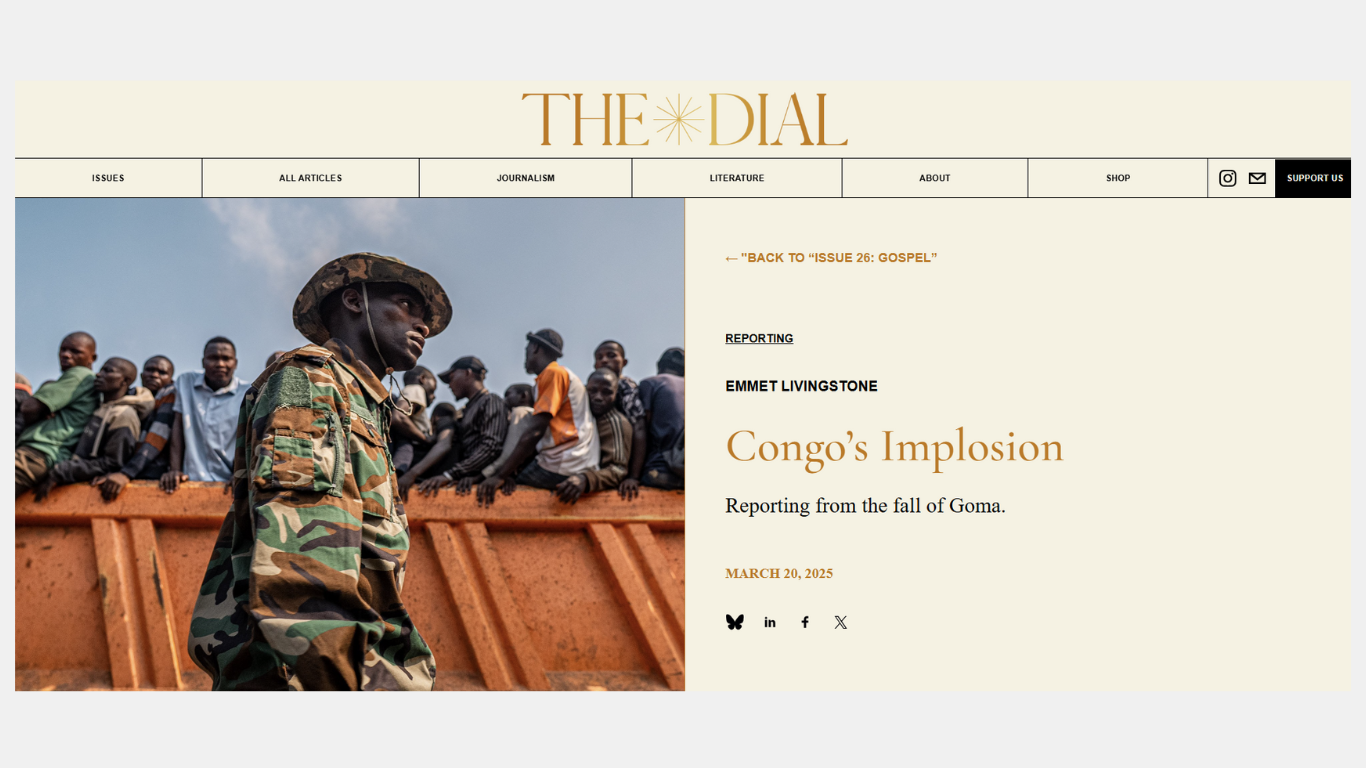 THE DIAL
ISSUES
ALL ARTICLES
JOURNALISM
LITERATURE
ABOUT
SHOP
SUPPORT US
← "BACK TO “ISSUE 26: GOSPEL”
REPORTING
EMMET LIVINGSTONE
Congo’s Implosion
Reporting from the fall of Goma.
MARCH 20, 2025